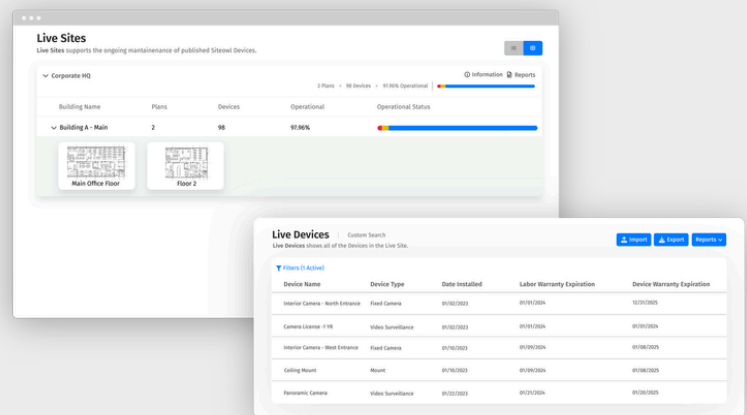 Live Sites
Live Sites supports the ongoing mantainenance of published Siteowl Devices.
Corporate HQ
Information Reports
2 Plans • 98 Devices • 97.96% Operational
Building Name Plans Devices Operational Operational Status
Building A - Main 2 98 97.96%
Main Office Floor Floor 2
Live Devices | Custom Search
Live Devices shows all of the Devices in the Live Site.
Import Export Reports
Filters (1 Active)
Device Name Device Type Date Installed Labor Warranty Expiration Device Warranty Expiration
Interior Camera - North Entrance Fixed Camera 01/02/2023 01/01/2024 12/31/2025
Camera License -1 YR Video Surveillance 01/02/2023 01/01/2024 01/01/2024
Interior Camera - West Entrance Fixed Camera 01/10/2023 01/09/2024 01/08/2025
Ceiling Mount Mount 01/10/2023 01/09/2024 01/08/2025
Panoramic Camera Video Surveillance 01/22/2023 01/21/2024 01/20/2025